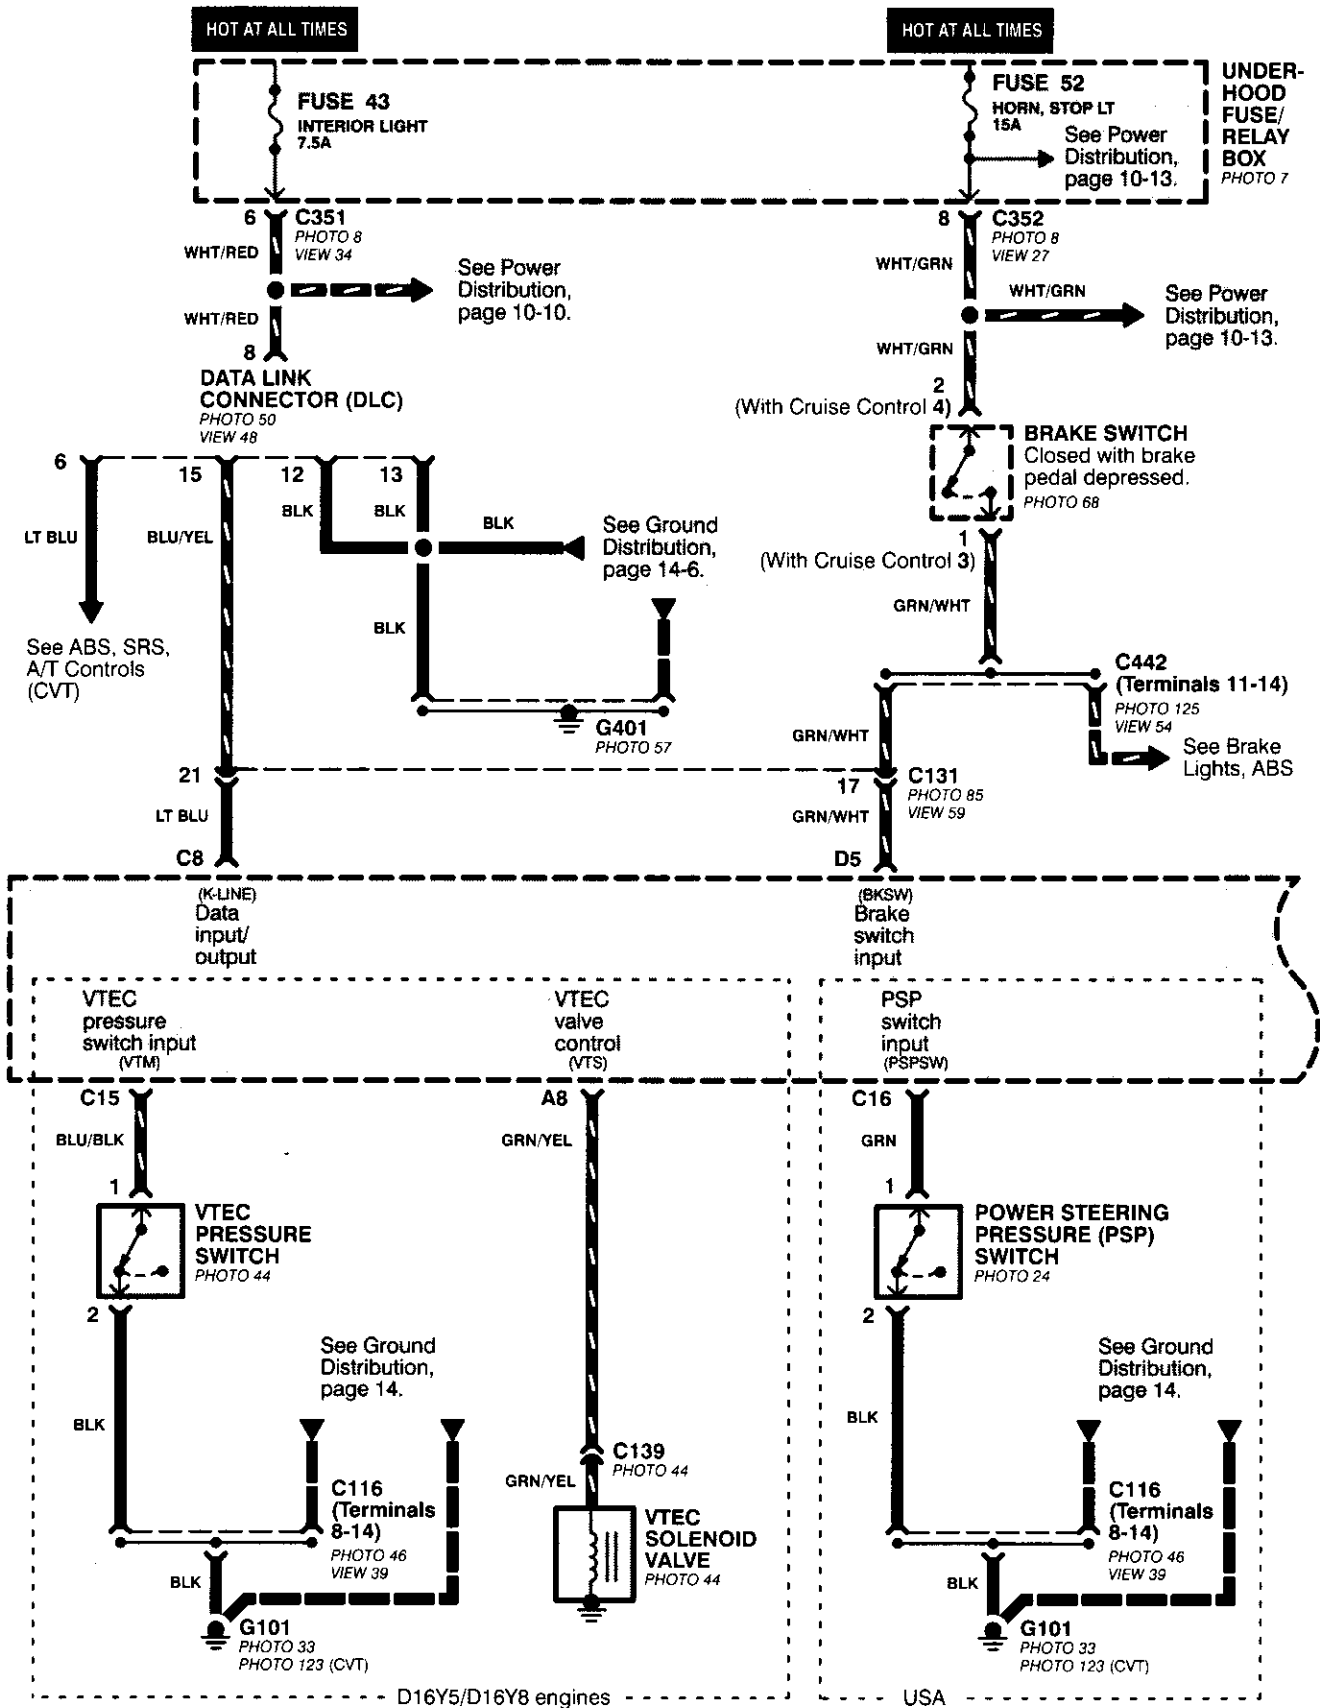 HOT AT ALL TIMES
HOT AT ALL TIMES
FUSE 43
INTERIOR LIGHT
7.5A
FUSE 52
HORN, STOP LT
15A
See Power
Distribution,
page 10-13.
UNDER-
HOOD
FUSE/
RELAY
BOX
PHOTO 7
6
C351
PHOTO 8
VIEW 34
WHT/RED
See Power
Distribution,
page 10-10.
WHT/RED
8
DATA LINK
CONNECTOR (DLC)
PHOTO 50
VIEW 48
8
C352
PHOTO 8
VIEW 27
WHT/GRN
WHT/GRN
See Power
Distribution,
page 10-13.
WHT/GRN
2
(With Cruise Control 4)
BRAKE SWITCH
Closed with brake
pedal depressed.
PHOTO 68
1
(With Cruise Control 3)
GRN/WHT
6
15
12
13
LT BLU
BLU/YEL
BLK
BLK
BLK
See Ground
Distribution,
page 14-6.
BLK
See ABS, SRS,
A/T Controls
(CVT)
G401
PHOTO 57
C442
(Terminals 11-14)
PHOTO 125
VIEW 54
GRN/WHT
See Brake
Lights, ABS
21
17
C131
PHOTO 85
VIEW 59
LT BLU
GRN/WHT
C8
D5
(K-LINE)
Data
input/
output
(BKSW)
Brake
switch
input
VTEC
pressure
switch input
(VTM)
VTEC
valve
control
(VTS)
PSP
switch
input
(PSPSW)
C15
A8
C16
BLU/BLK
GRN/YEL
GRN
1
VTEC
PRESSURE
SWITCH
PHOTO 44
2
1
POWER STEERING
PRESSURE (PSP)
SWITCH
PHOTO 24
2
See Ground
Distribution,
page 14.
See Ground
Distribution,
page 14.
BLK
BLK
C139
PHOTO 44
GRN/YEL
C116
(Terminals
8-14)
PHOTO 46
VIEW 39
VTEC
SOLENOID
VALVE
PHOTO 44
C116
(Terminals
8-14)
PHOTO 46
VIEW 39
BLK
BLK
G101
PHOTO 33
PHOTO 123 (CVT)
G101
PHOTO 33
PHOTO 123 (CVT)
D16Y5/D16Y8 engines
USA